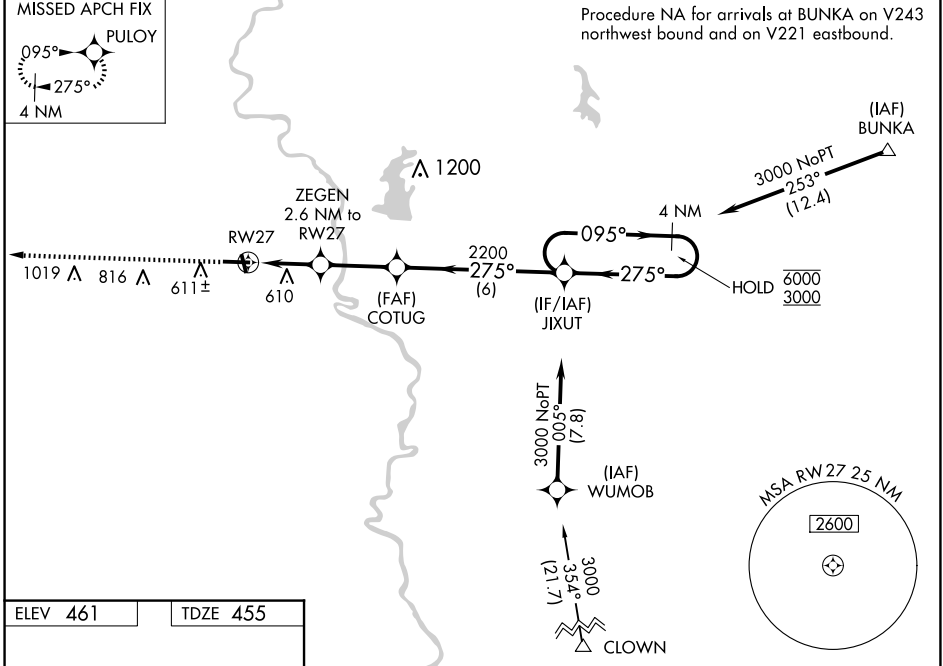 MISSED APCH FIX
PULOY
095°
275°
4 NM
Procedure NA for arrivals at BUNKA on V243
northwest bound and on V221 eastbound.
(IAF)
BUNKA
3000 NoPT
253°
(12.4)
1200
ZEGEN
2.6 NM to
RW27
RW27
4 NM
095°
2200
275°
(6)
275°
HOLD
6000
3000
1019
816
611±
610
(FAF)
COTUG
(IF/IAF)
JIXUT
3000 NoPT
005°
(7.8)
(IAF)
WUMOB
3000
354°
(21.7)
CLOWN
MSA RW27 25 NM
2600
ELEV 461
TDZE 455